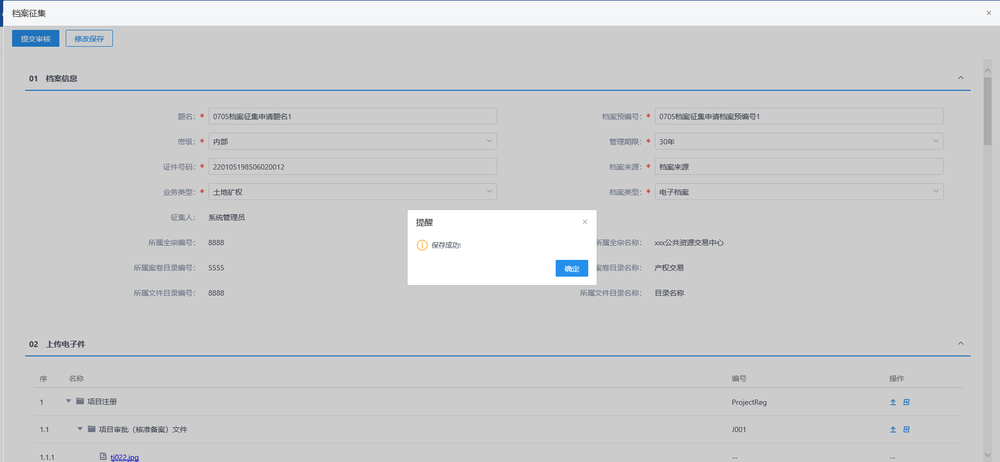 档案征集
提交审核 修改保存
01 档案信息
题名： * 0705档案征集申请题名1 档案预编号： * 0705档案征集申请档案预编号1
密级： * 内部 管理期限： * 30年
证件号码： * 220105198506020012 档案来源： * 档案来源
业务类型： * 土地矿权 档案类型： * 电子档案
征集人： 系统管理员
提醒
保存成功!
确定
所属全宗编号： 8888 所属全宗名称： xxx公共资源交易中心
所属案卷目录编号： 5555 案卷目录名称： 产权交易
所属文件目录编号： 8888 所属文件目录名称： 目录名称
02 上传电子件
序 名称 编号 操作
1 项目注册 ProjectReg
1.1 项目审批（核准备案）文件 J001
1.1.1 tj022.jpg -- --